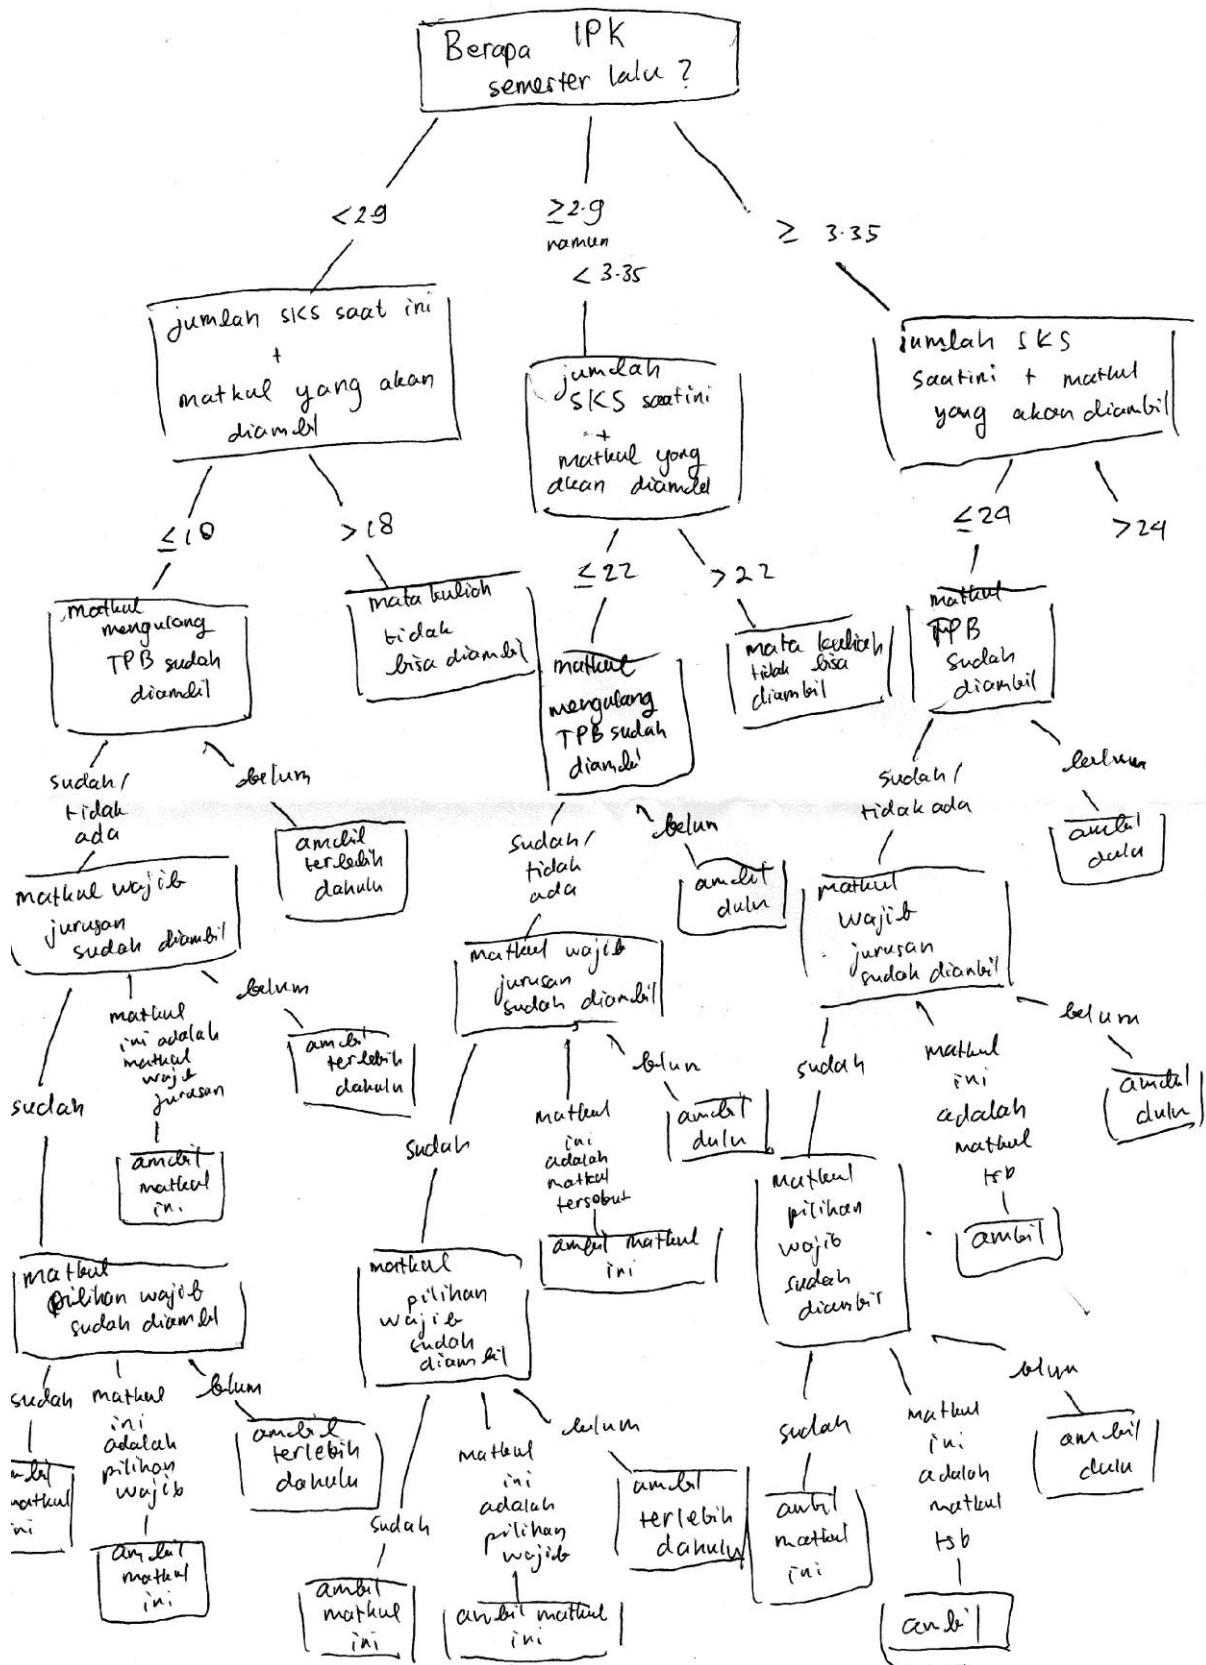 Berapa IPK
semester lalu ?
<2.9
≥2.9
namun
< 3.35
≥ 3.35
jumlah SKS saat ini
+
matkul yang akan
diambil
jumlah
SKS saatini
+
matkul yang
akan diambil
jumlah SKS
saatini + matkul
yang akan diambil
≤18
>18
≤22
>22
≤24
>24
matkul
mengulang
TPB sudah
diambil
mata kuliah
tidak
bisa diambil
matkul
mengulang
TPB sudah
diambil
mata kuliah
tidak bisa
diambil
matkul
TPB
sudah
diambil
sudah/
tidak
ada
belum
sudah/
tidak
ada
belum
sudah/
tidak ada
belum
ambil
terlebih
dahulu
ambil
dulu
ambil
dulu
matkul wajib
jurusan
sudah diambil
matkul wajib
jurusan
sudah diambil
matkul
wajib
jurusan
sudah diambil
sudah
matkul
ini adalah
matkul
wajib
jurusan
belum
ambil
terlebih
dahulu
ambil
matkul
ini
sudah
matkul
ini
adalah
matkul
tersebut
belum
ambil
dulu
ambil matkul
ini
sudah
matkul
ini
adalah
matkul
tsb
belum
ambil
dulu
ambil
matkul
pilihan wajib
sudah diambil
matkul
pilihan
wajib
sudah
diambil
matkul
pilihan
wajib
sudah
diambil
sudah
matkul
ini
adalah
pilihan
wajib
belum
ambil
terlebih
dahulu
ambil
matkul
ini
ambil
matkul
ini
sudah
matkul
ini
adalah
pilihan
wajib
belum
ambil
terlebih
dahulu
ambil
matkul
ini
ambil matkul
ini
sudah
matkul
ini
adalah
matkul
tsb
belum
ambil
dulu
ambil
matkul
ini
ambil